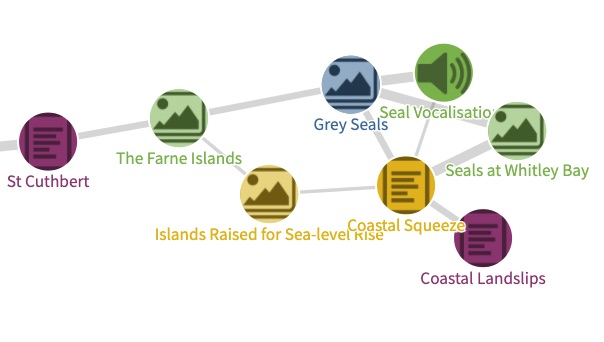 Grey Seals
Seal Vocalisatio
The Farne Islands
Seals at Whitley Bay
St Cuthbert
Coastal Squeeze
Islands Raised for Sea-level Rise
Coastal Landslips